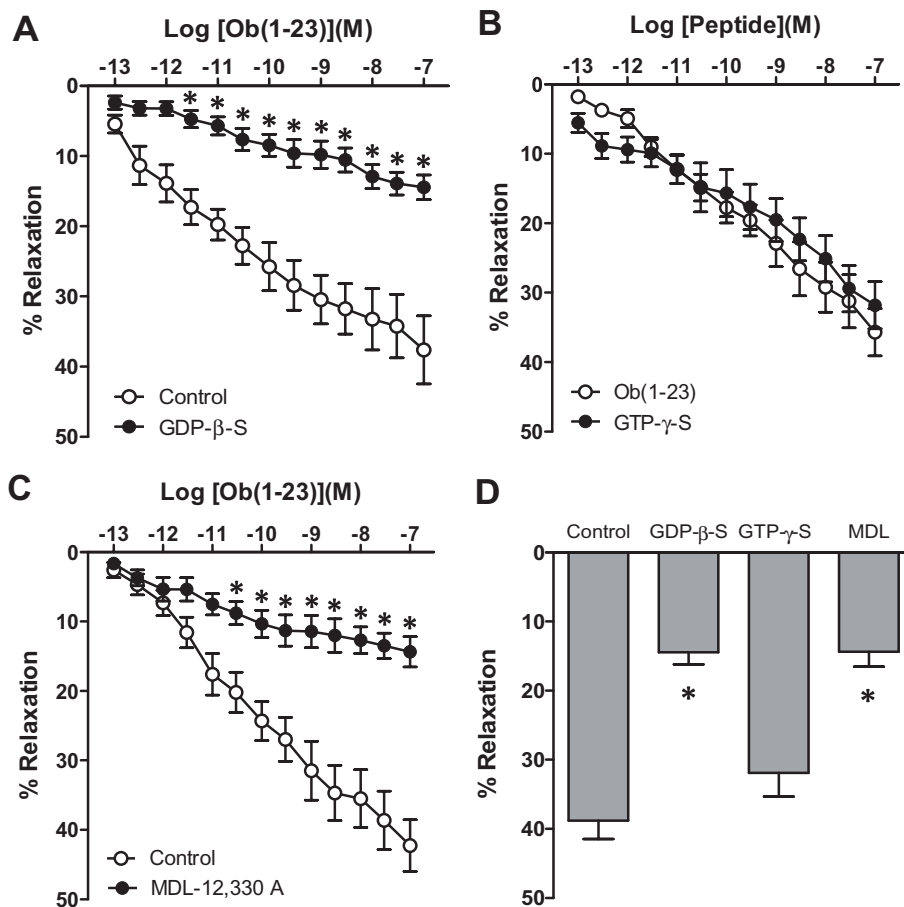 A
Log [Ob(1-23)](M)
-13 -12 -11 -10 -9 -8 -7
0
10
20
30
40
50
% Relaxation
* * * * * * * * * *
Control
GDP-β-S
B
Log [Peptide](M)
-13 -12 -11 -10 -9 -8 -7
0
10
20
30
40
50
% Relaxation
Ob(1-23)
GTP-γ-S
C
Log [Ob(1-23)](M)
-13 -12 -11 -10 -9 -8 -7
0
10
20
30
40
50
% Relaxation
* * * * * * * *
Control
MDL-12,330 A
D
Control GDP-β-S GTP-γ-S MDL
0
10
20
30
40
50
% Relaxation
* *